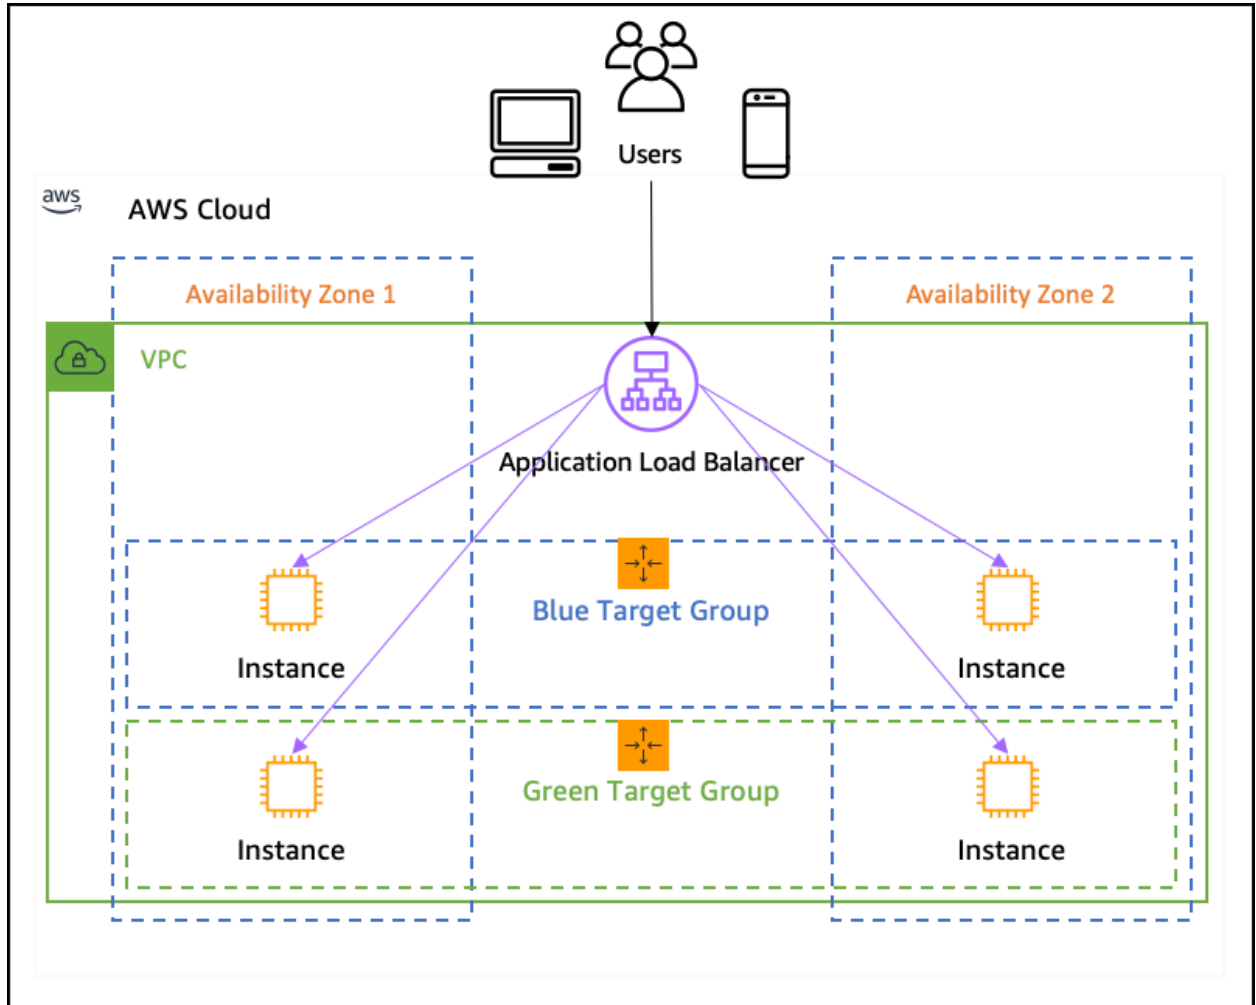 Users
aws
AWS Cloud
Availability Zone 1
Availability Zone 2
VPC
Application Load Balancer
Blue Target Group
Instance
Instance
Green Target Group
Instance
Instance